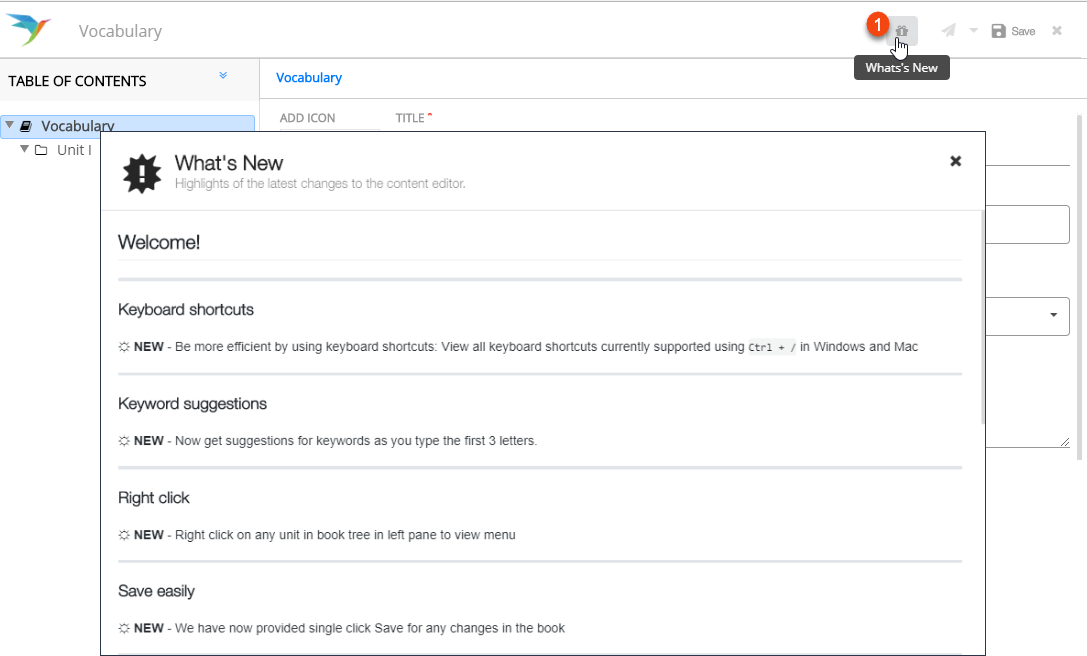 Vocabulary
1
Save
Whats's New
TABLE OF CONTENTS
Vocabulary
ADD ICON
TITLE *
Vocabulary
Unit I
What's New
Highlights of the latest changes to the content editor.
Welcome!
Keyboard shortcuts
NEW - Be more efficient by using keyboard shortcuts: View all keyboard shortcuts currently supported using Ctrl + / in Windows and Mac
Keyword suggestions
NEW - Now get suggestions for keywords as you type the first 3 letters.
Right click
NEW - Right click on any unit in book tree in left pane to view menu
Save easily
NEW - We have now provided single click Save for any changes in the book